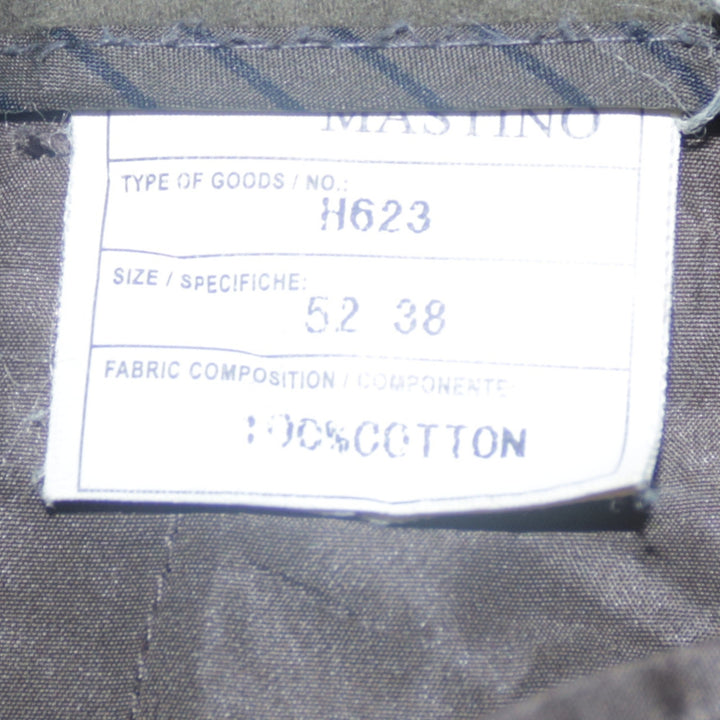 MASTINO
TYPE OF GOODS / NO.:
H623
SIZE / SPECIFICHE:
52 38
FABRIC COMPOSITION / COMPONENTE:
100%COTTON